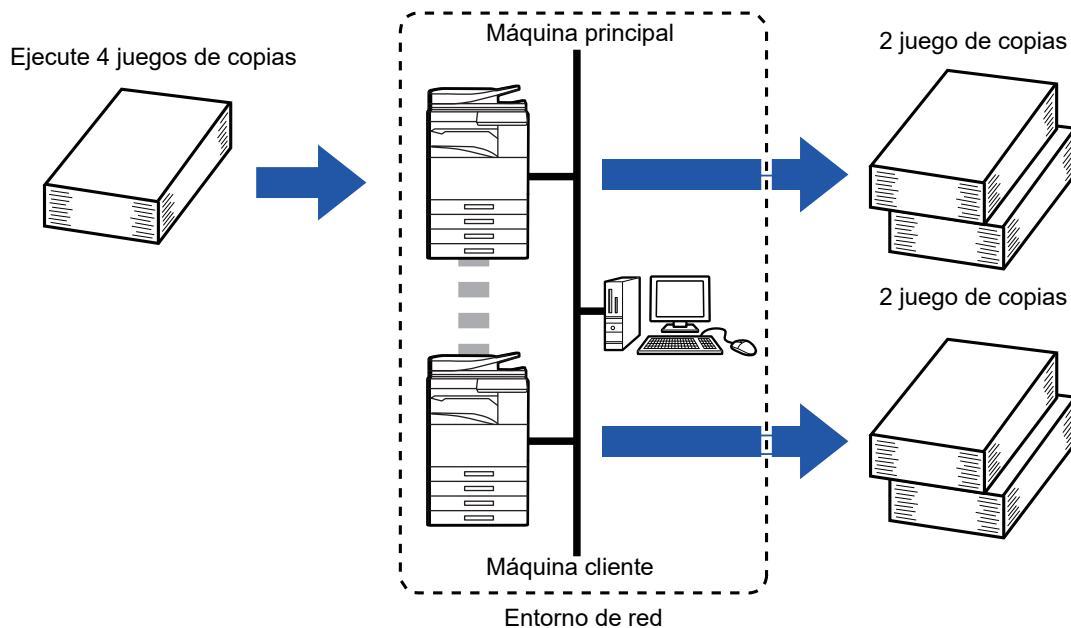 Ejecute 4 juegos de copias
Máquina principal
2 juego de copias
2 juego de copias
Máquina cliente
Entorno de red